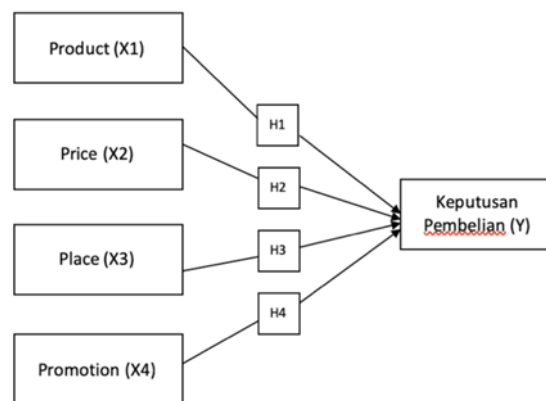 Product (X1)
H1
Price (X2)
H2
Keputusan
Pembelian (Y)
Place (X3)
H3
H4
Promotion (X4)